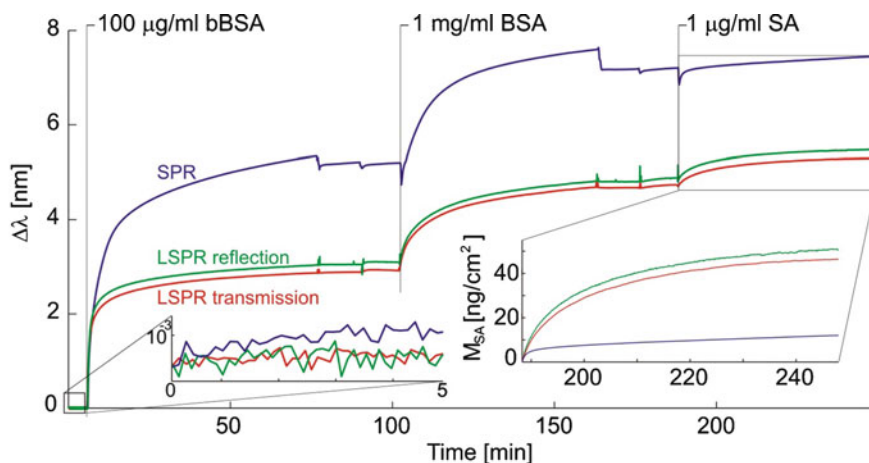 100 μg/ml bBSA
1 mg/ml BSA
1 μg/ml SA
8
6
4
2
0
Δλ [nm]
SPR
LSPR reflection
LSPR transmission
10⁻³
0
5
M_SA [ng/cm²]
40
20
0
200
220
240
50
100
150
200
Time [min]